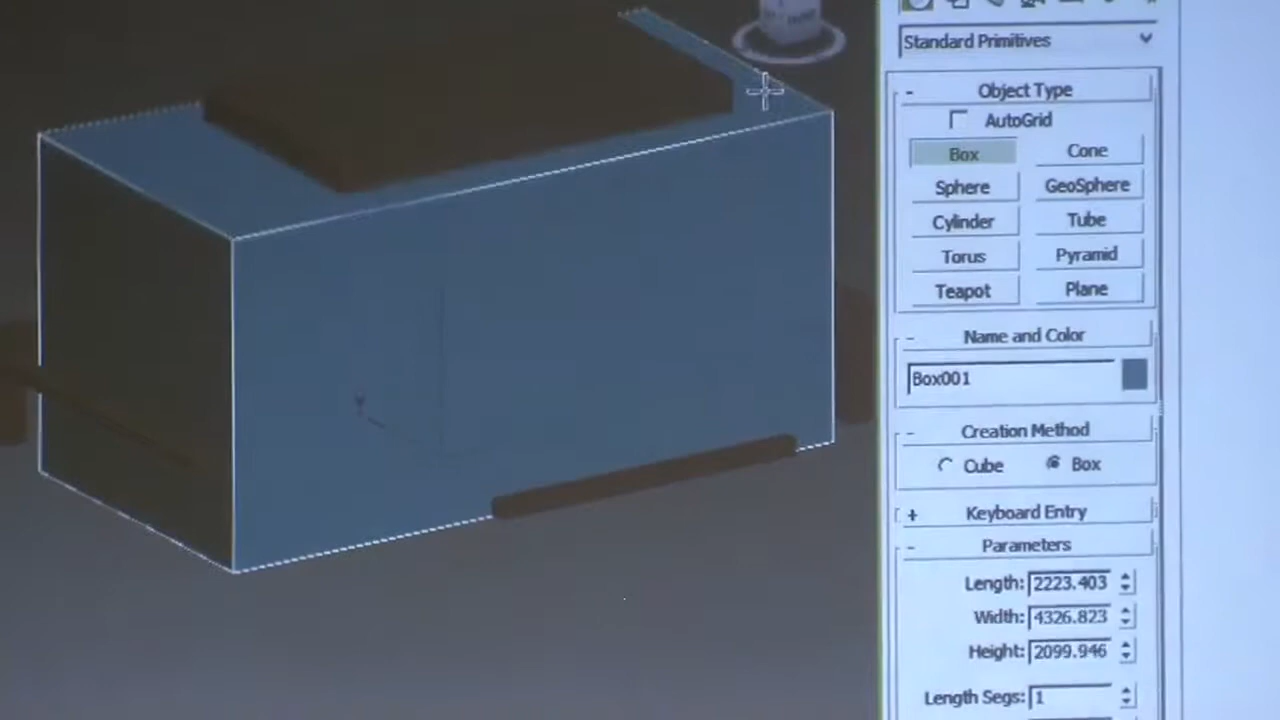 Standard Primitives
- Object Type
AutoGrid
Box Cone
Sphere GeoSphere
Cylinder Tube
Torus Pyramid
Teapot Plane
- Name and Color
Box001
- Creation Method
Cube Box
+ Keyboard Entry
- Parameters
Length: 2223.403
Width: 4326.823
Height: 2099.946
Length Segs: 1